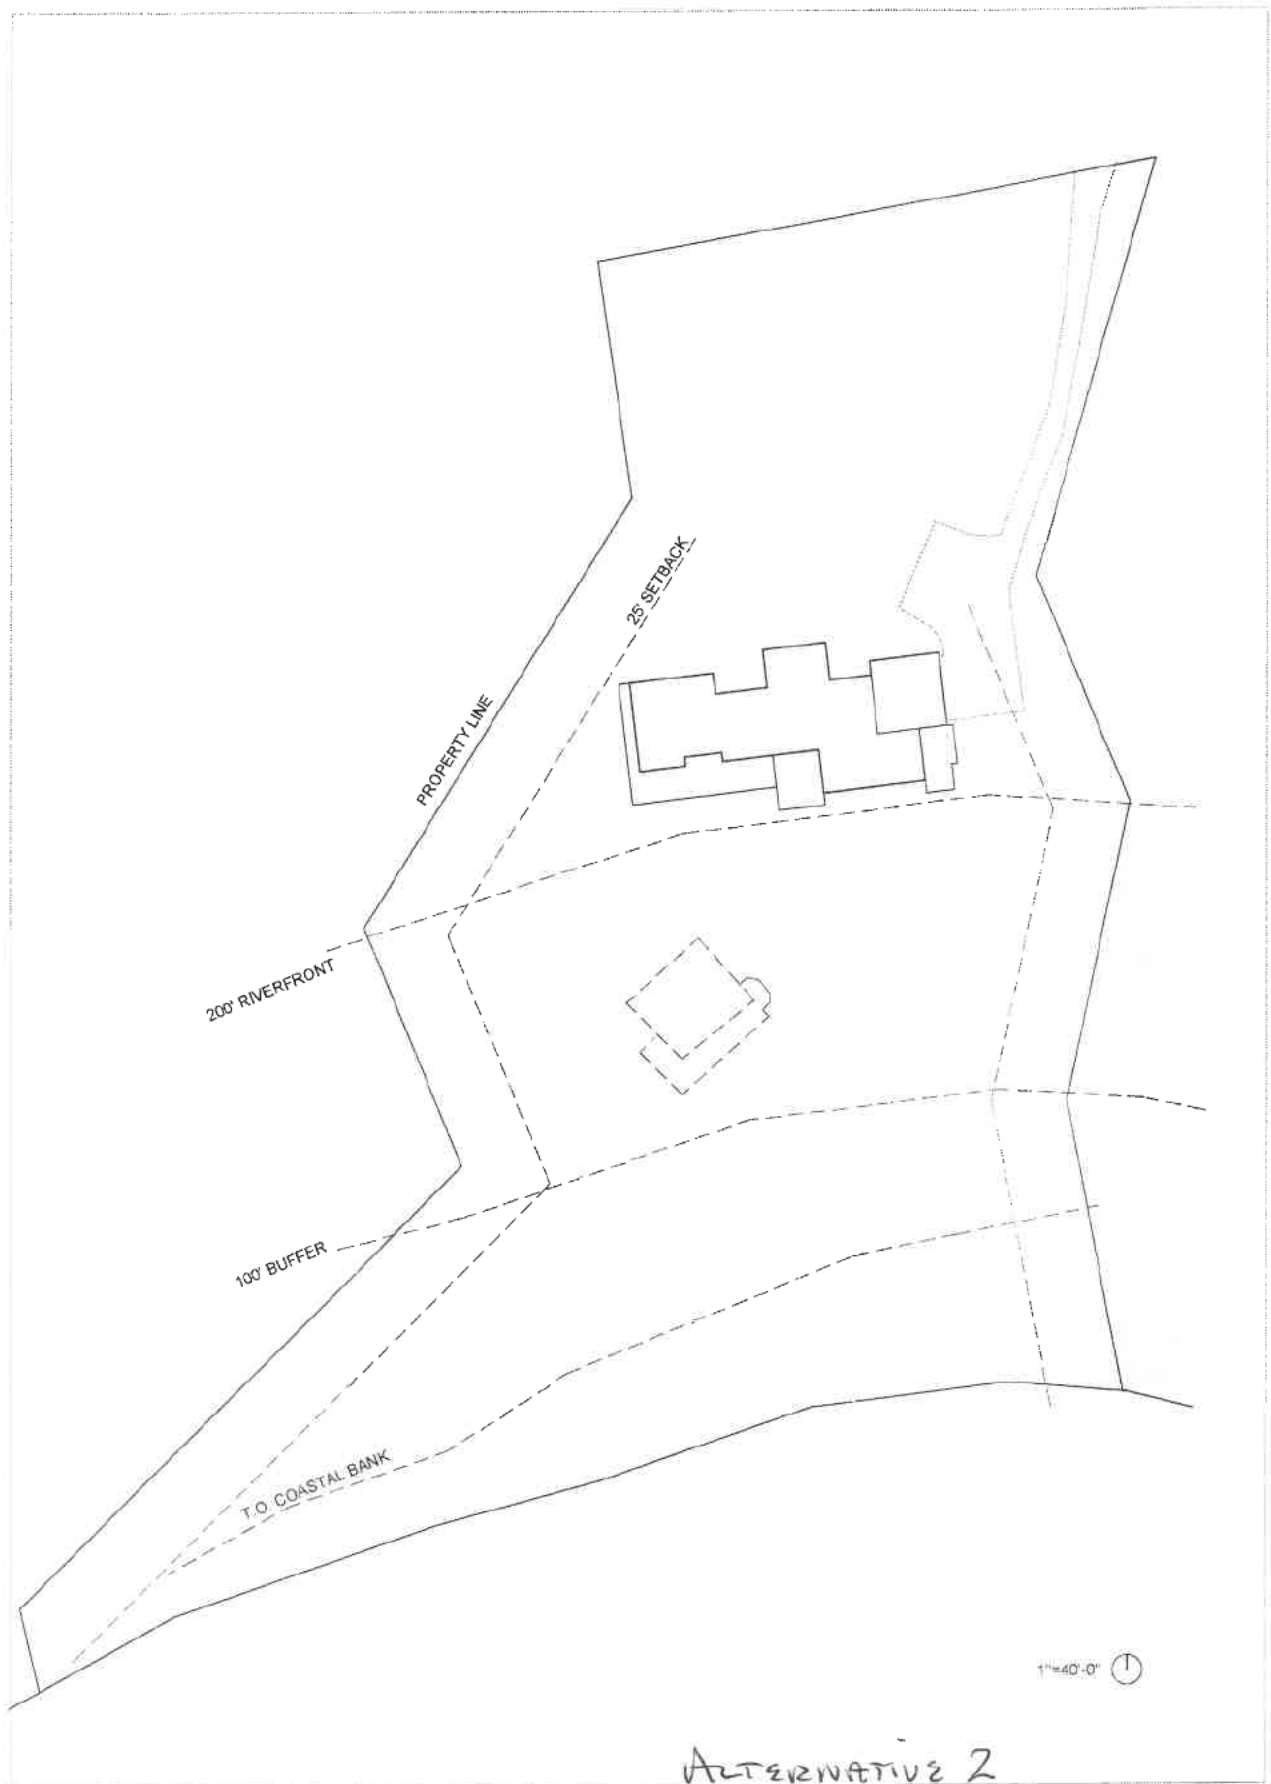 25' SETBACK
PROPERTY LINE
200' RIVERFRONT
100' BUFFER
T.O. COASTAL BANK
1"=40'-0"
ALTERNATIVE 2